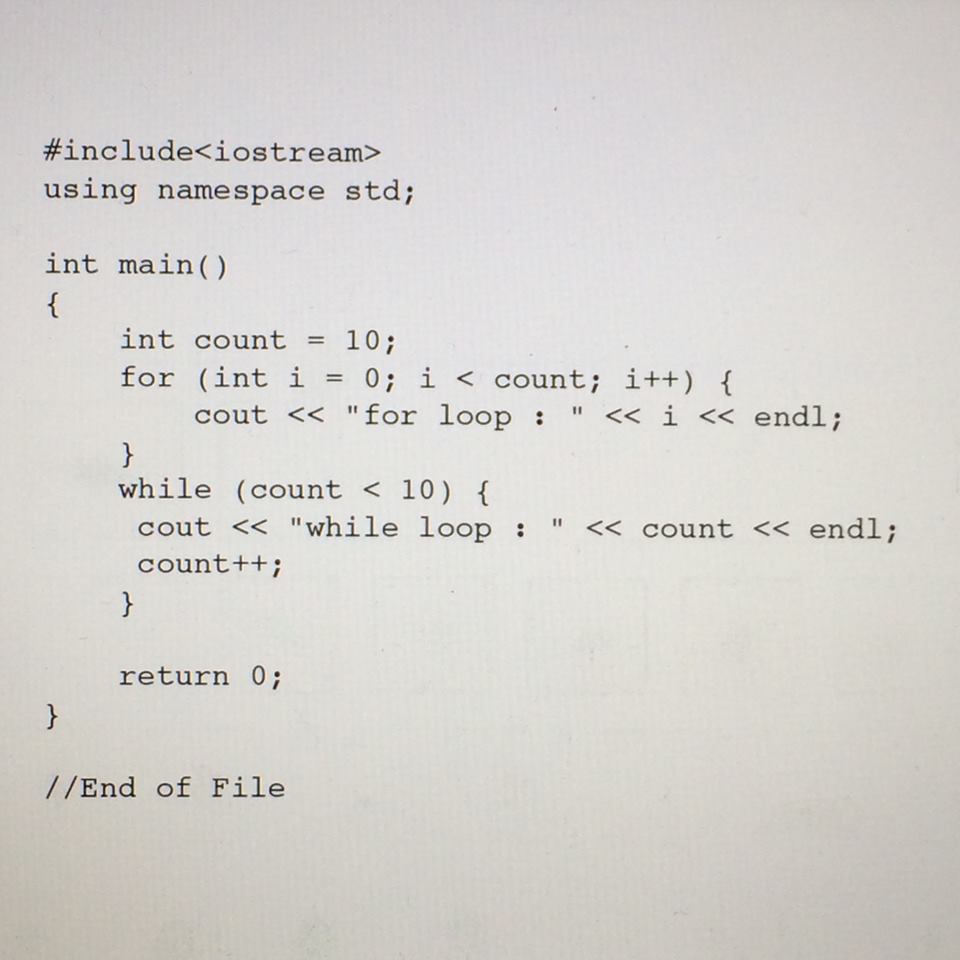 #include<iostream>
using namespace std;

int main()
{
    int count = 10;
    for (int i = 0; i < count; i++) {
        cout << "for loop : " << i << endl;
    }
    while (count < 10) {
     cout << "while loop : " << count << endl;
     count++;
    }

    return 0;
}

//End of File